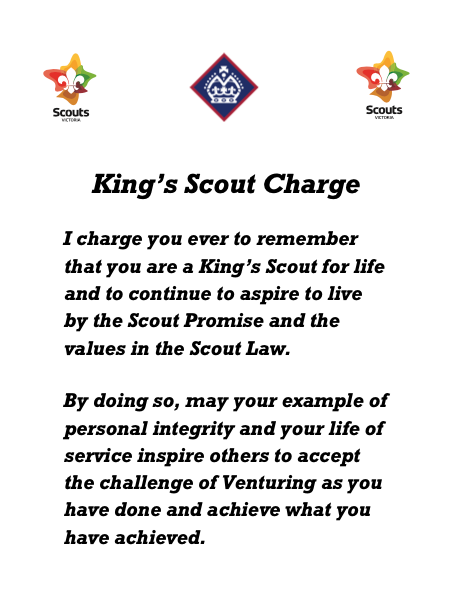 Scouts
VICTORIA
Scouts
VICTORIA
King's Scout Charge
I charge you ever to remember
that you are a King's Scout for life
and to continue to aspire to live
by the Scout Promise and the
values in the Scout Law.
By doing so, may your example of
personal integrity and your life of
service inspire others to accept
the challenge of Venturing as you
have done and achieve what you
have achieved.